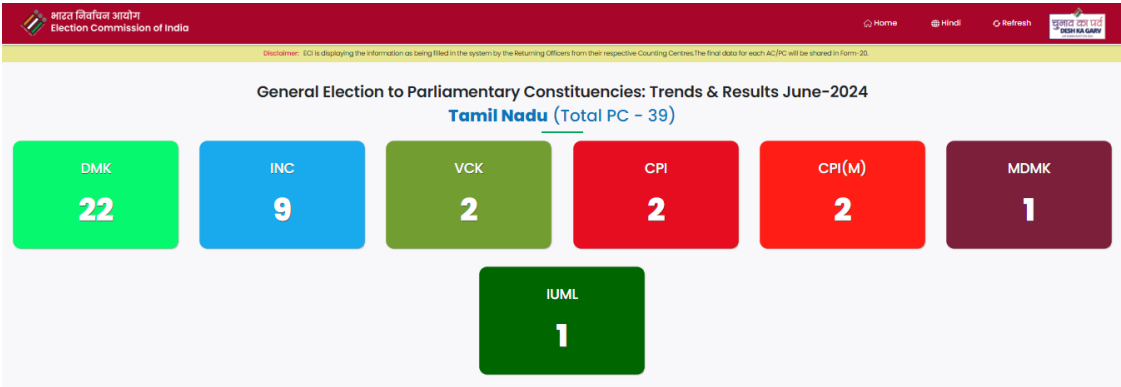 भारत निर्वाचन आयोग
Election Commission of India
Home
Hindi
Refresh
चुनाव का पर्व
DESH KA GARV
Disclaimer: ECI is displaying the information as being filled in the system by the Returning Officers from their respective Counting Centres.The final data for each AC/PC will be shared in Form-20.
General Election to Parliamentary Constituencies: Trends & Results June-2024
Tamil Nadu (Total PC - 39)
DMK
22
INC
9
VCK
2
CPI
2
CPI(M)
2
MDMK
1
IUML
1